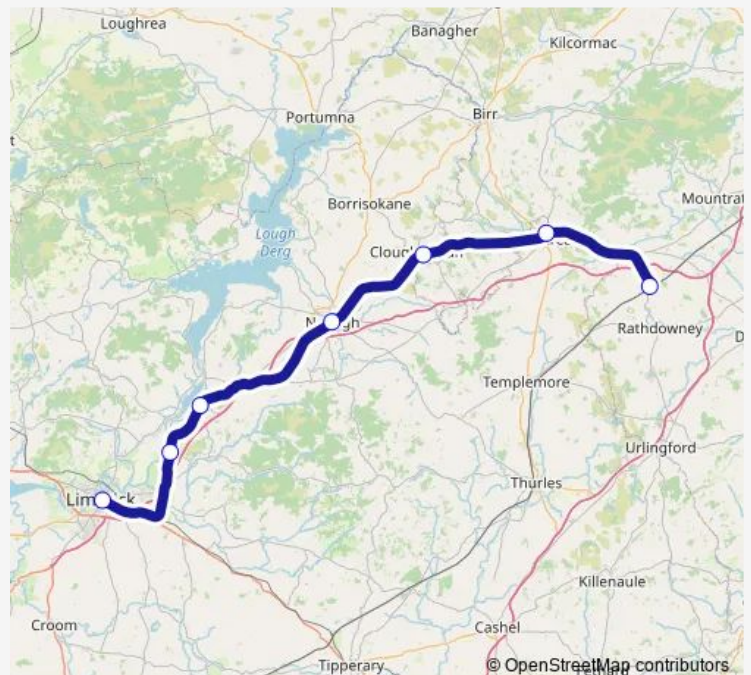 Loughrea
Banagher
Kilcormac
Portumna
Birr
Borrisokane
Mountrat
Lough
Derg
Rathdowney
Templemore
Urlingford
Thurles
Killenaule
Croom
Cashel
Tipperary
© OpenStreetMap contributors